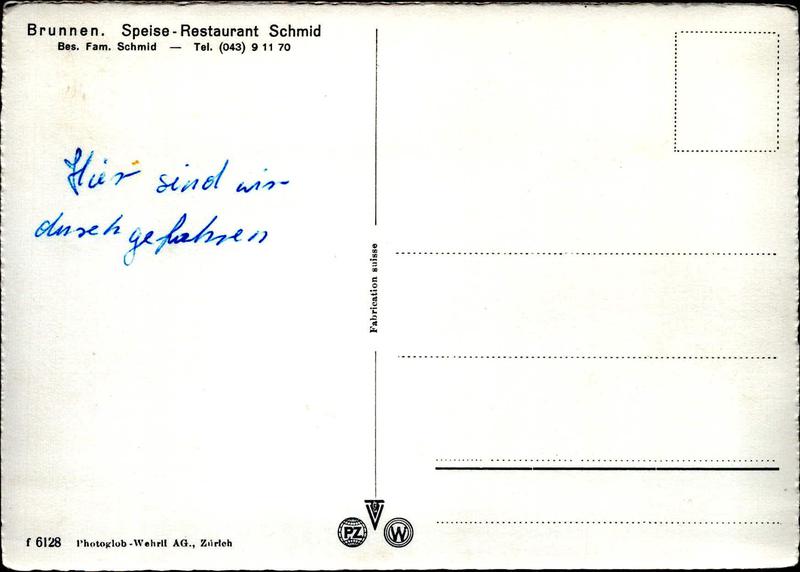 Brunnen. Speise-Restaurant Schmid
Bes. Fam. Schmid — Tel. (043) 9 11 70
Hier sind wir
durchgefahren
Fabrication suisse
PZ W
f 6128 Photoglob-Wehrli AG., Zürich